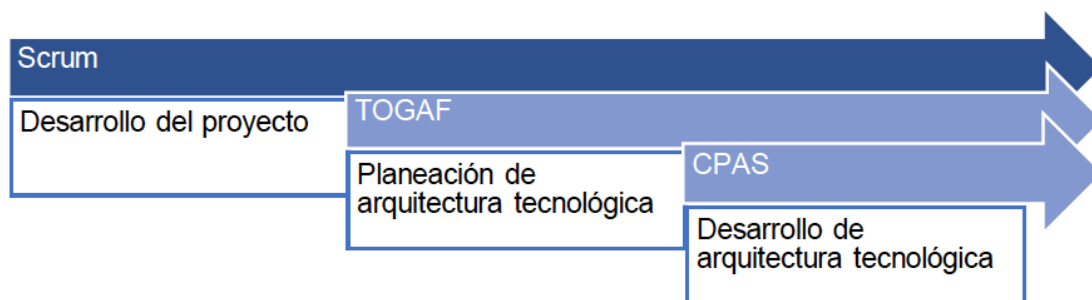 Scrum
Desarrollo del proyecto
TOGAF
Planeación de
arquitectura tecnológica
CPAS
Desarrollo de
arquitectura tecnológica